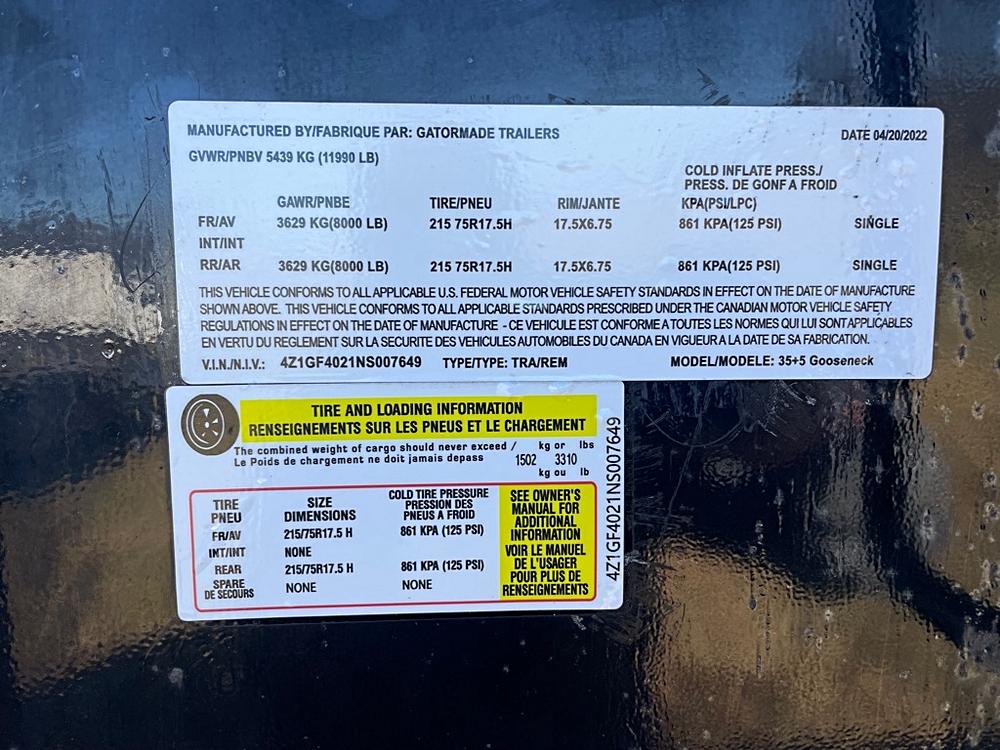 MANUFACTURED BY/FABRIQUE PAR: GATORMADE TRAILERS DATE 04/20/2022
GVWR/PNBV 5439 KG (11990 LB)
COLD INFLATE PRESS./
PRESS. DE GONF A FROID
GAWR/PNBE TIRE/PNEU RIM/JANTE KPA(PSI/LPC)
FR/AV 3629 KG(8000 LB) 215 75R17.5H 17.5X6.75 861 KPA(125 PSI) SINGLE
INT/INT
RR/AR 3629 KG(8000 LB) 215 75R17.5H 17.5X6.75 861 KPA(125 PSI) SINGLE
THIS VEHICLE CONFORMS TO ALL APPLICABLE U.S. FEDERAL MOTOR VEHICLE SAFETY STANDARDS IN EFFECT ON THE DATE OF MANUFACTURE
SHOWN ABOVE. THIS VEHICLE CONFORMS TO ALL APPLICABLE STANDARDS PRESCRIBED UNDER THE CANADIAN MOTOR VEHICLE SAFETY
REGULATIONS IN EFFECT ON THE DATE OF MANUFACTURE - CE VEHICULE EST CONFORME A TOUTES LES NORMES QUI LUI SONT APPLICABLES
EN VERTU DU REGLEMENT SUR LA SECURITE DES VEHICULES AUTOMOBILES DU CANADA EN VIGUEUR A LA DATE DE SA FABRICATION.
V.I.N./N.I.V.: 4Z1GF4021NS007649 TYPE/TYPE: TRA/REM MODEL/MODELE: 35+5 Gooseneck
TIRE AND LOADING INFORMATION
RENSEIGNEMENTS SUR LES PNEUS ET LE CHARGEMENT
The combined weight of cargo should never exceed / kg or lbs
Le Poids de chargement ne doit jamais depass 1502 3310
kg ou lb
TIRE SIZE COLD TIRE PRESSURE
PNEU DIMENSIONS PRESSION DES
PNEUS A FROID
FR/AV 215/75R17.5 H 861 KPA (125 PSI)
INT/INT NONE
REAR 215/75R17.5 H 861 KPA (125 PSI)
SPARE NONE NONE
DE SECOURS
SEE OWNER'S
MANUAL FOR
ADDITIONAL
INFORMATION
VOIR LE MANUEL
DE L'USAGER
POUR PLUS DE
RENSEIGNEMENTS
4Z1GF4021NS007649